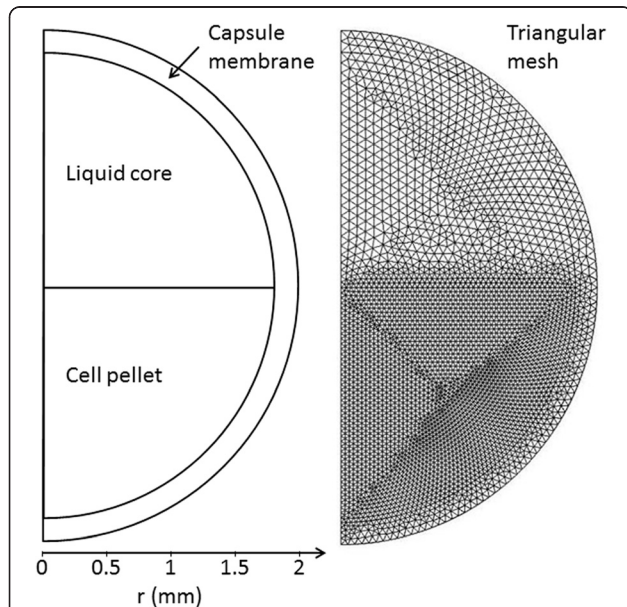 Capsule
membrane
Triangular
mesh
Liquid core
Cell pellet
0 0.5 1 1.5 2
r (mm)